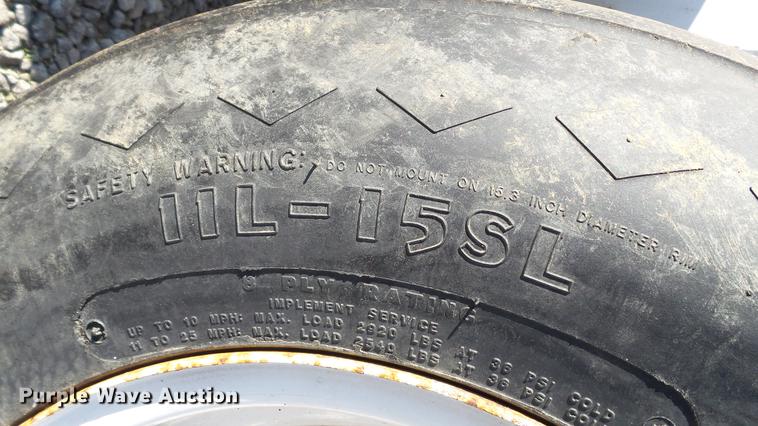 SAFETY WARNING: DO NOT MOUNT ON 15.3 INCH DIAMETER RIM
11L-15SL
8 PLY RATING
IMPLEMENT SERVICE
UP TO 10 MPH: MAX. LOAD 2820 LBS AT 36 PSI COLD
11 TO 25 MPH: MAX. LOAD 2540 LBS AT 36 PSI COLD
Purple Wave Auction